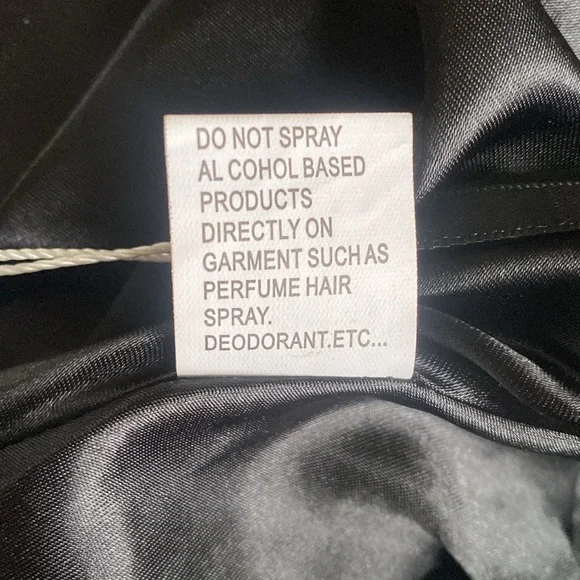 DO NOT SPRAY
AL COHOL BASED
PRODUCTS
DIRECTLY ON
GARMENT SUCH AS
PERFUME HAIR
SPRAY.
DEODORANT.ETC...